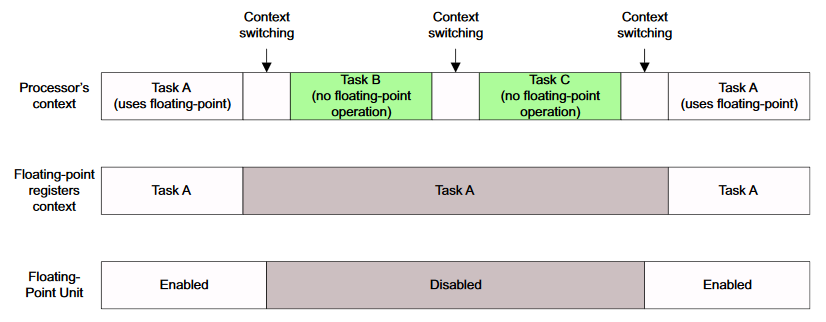 Context
switching
Context
switching
Context
switching
Processor's
context
Task A
(uses floating-point)
Task B
(no floating-point
operation)
Task C
(no floating-point
operation)
Task A
(uses floating-point)
Floating-point
registers
context
Task A
Task A
Task A
Floating-
Point Unit
Enabled
Disabled
Enabled